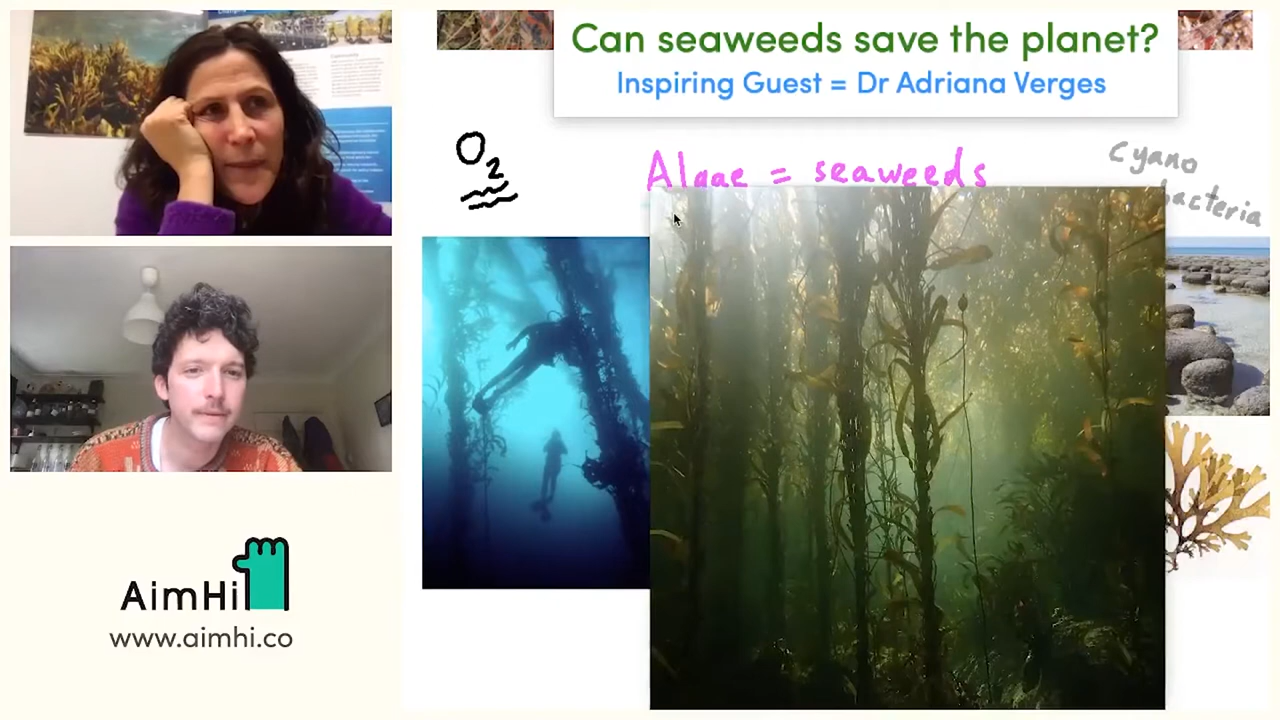 Can seaweeds save the planet?
Inspiring Guest = Dr Adriana Verges
O2
Algae = seaweeds
Cyano
bacteria
AimHi
www.aimhi.co